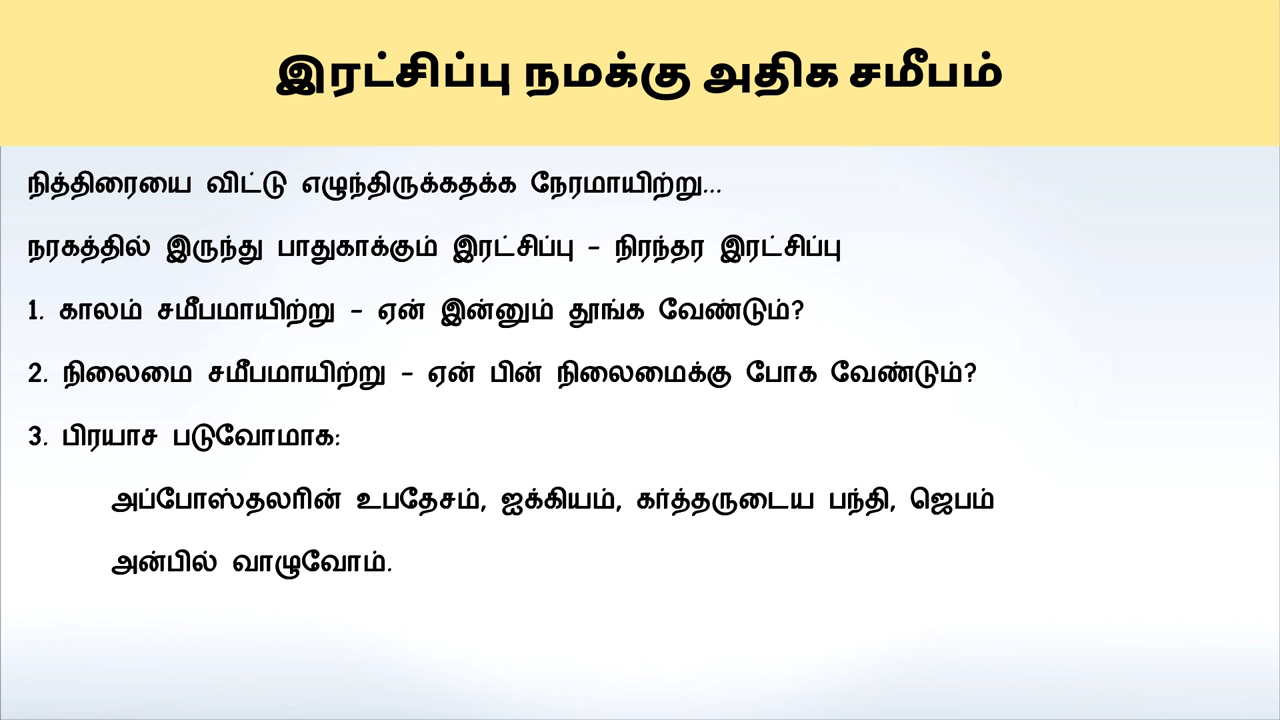 இரட்சிப்பு நமக்கு அதிக சமீபம்
நித்திரையை விட்டு எழுந்திருக்கதக்க நேரமாயிற்று...
நரகத்தில் இருந்து பாதுகாக்கும் இரட்சிப்பு - நிரந்தர இரட்சிப்பு
1. காலம் சமீபமாயிற்று - ஏன் இன்னும் தூங்க வேண்டும்?
2. நிலைமை சமீபமாயிற்று - ஏன் பின் நிலைமைக்கு போக வேண்டும்?
3. பிரயாச படுவோமாக:
அப்போஸ்தலரின் உபதேசம், ஐக்கியம், கர்த்தருடைய பந்தி, ஜெபம்
அன்பில் வாழுவோம்.